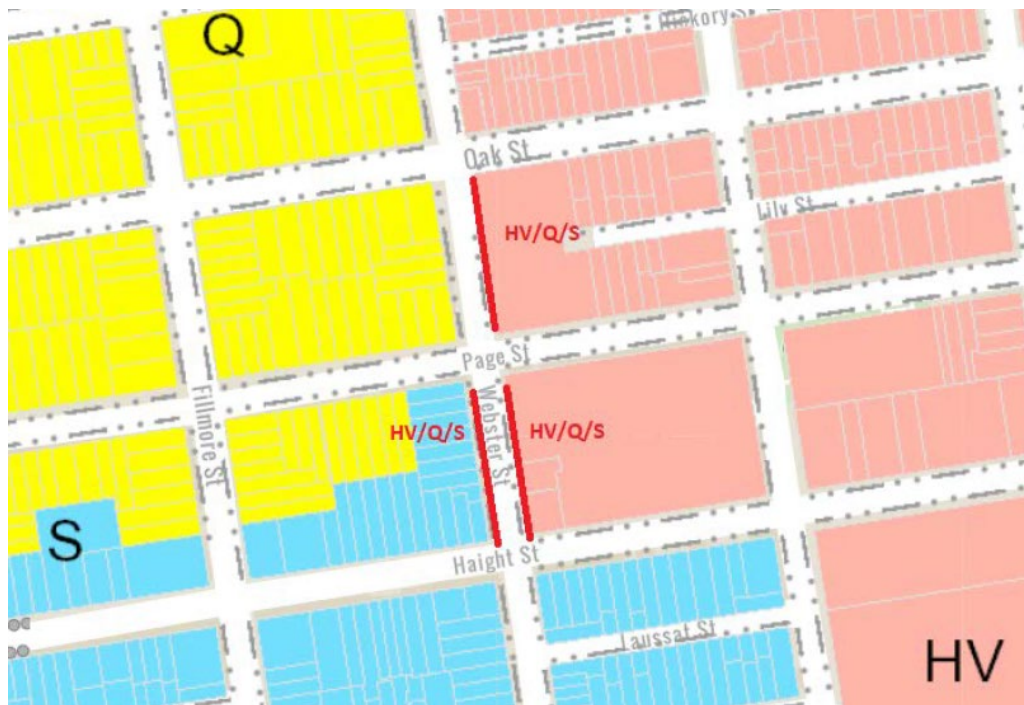 Hickory St
Q
Oak St
Lily St
HV/Q/S
Page St
Fillmore St
Webster St
HV/Q/S
HV/Q/S
S
Haight St
Laussat St
HV